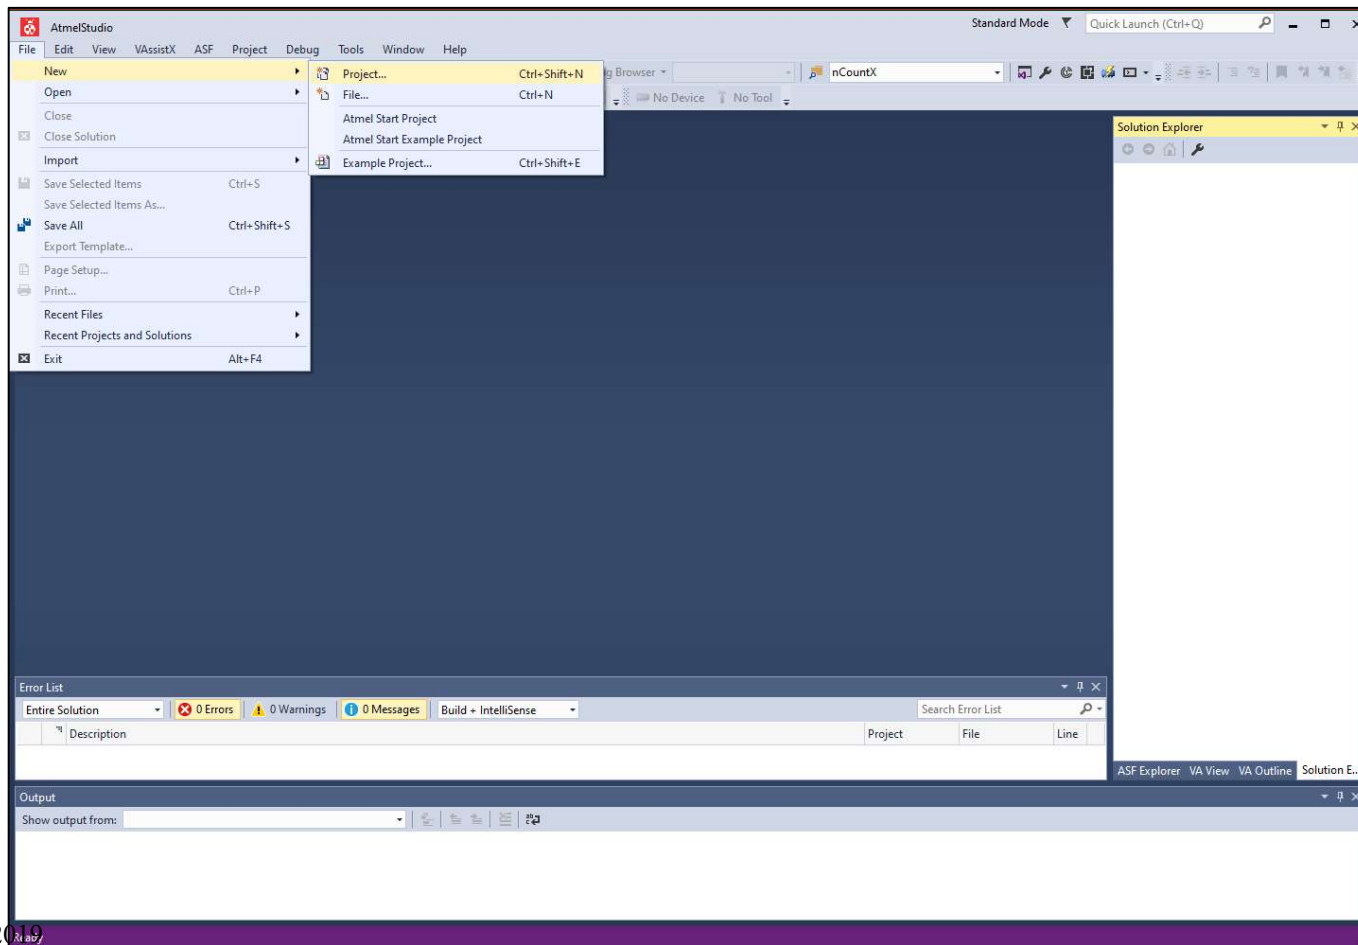 AtmelStudio
Standard Mode
Quick Launch (Ctrl+Q)
File Edit View VAssistX ASF Project Debug Tools Window Help
New
Project... Ctrl+Shift+N
g Browser
nCountX
Open
File... Ctrl+N
No Device No Tool
Close
Atmel Start Project
Close Solution
Atmel Start Example Project
Import
Example Project... Ctrl+Shift+E
Solution Explorer
Save Selected Items Ctrl+S
Save Selected Items As...
Save All Ctrl+Shift+S
Export Template...
Page Setup...
Print... Ctrl+P
Recent Files
Recent Projects and Solutions
Exit Alt+F4
Error List
Entire Solution 0 Errors 0 Warnings 0 Messages Build + IntelliSense Search Error List
Description Project File Line
ASF Explorer VA View VA Outline Solution E...
Output
Show output from:
Ready
2019